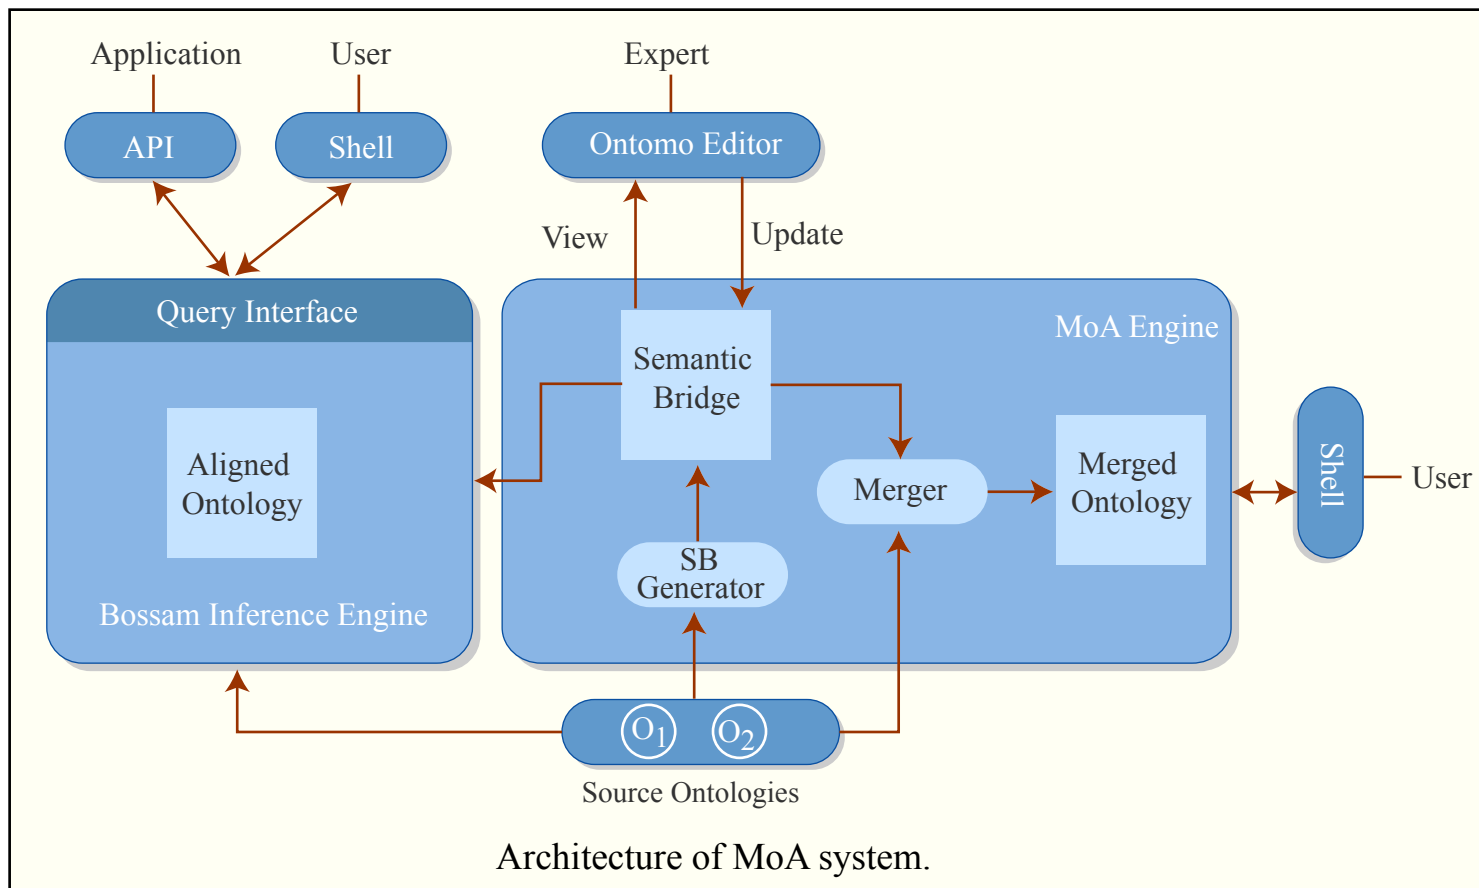 Application
User
Expert
API
Shell
Ontomo Editor
View
Update
Query Interface
MoA Engine
Semantic
Bridge
Aligned
Ontology
Merger
Merged
Ontology
Shell
User
SB
Generator
Bossam Inference Engine
O1
O2
Source Ontologies
Architecture of MoA system.